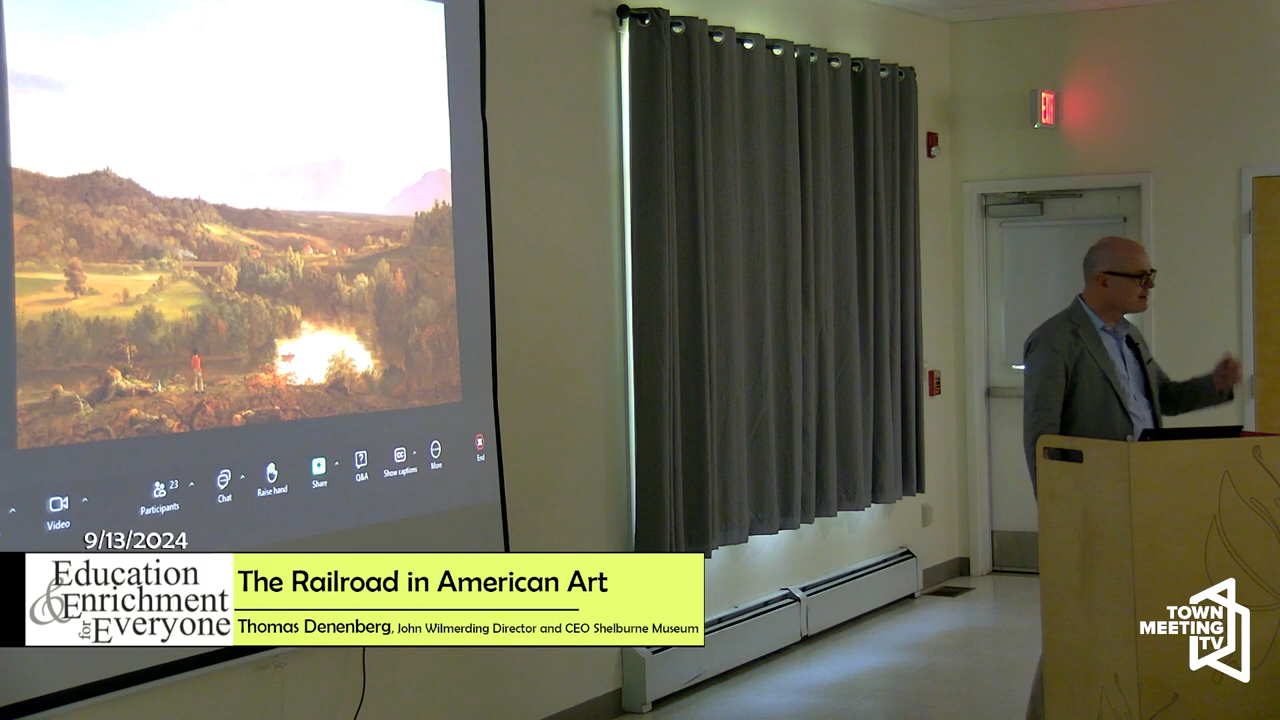 EXIT
23
Video
Participants
Chat
Raise hand
Share
Q&A
Show captions
More
End
9/13/2024
Education
& Enrichment
for Everyone
The Railroad in American Art
Thomas Denenberg, John Wilmerding Director and CEO Shelburne Museum
TOWN
MEETING
TV